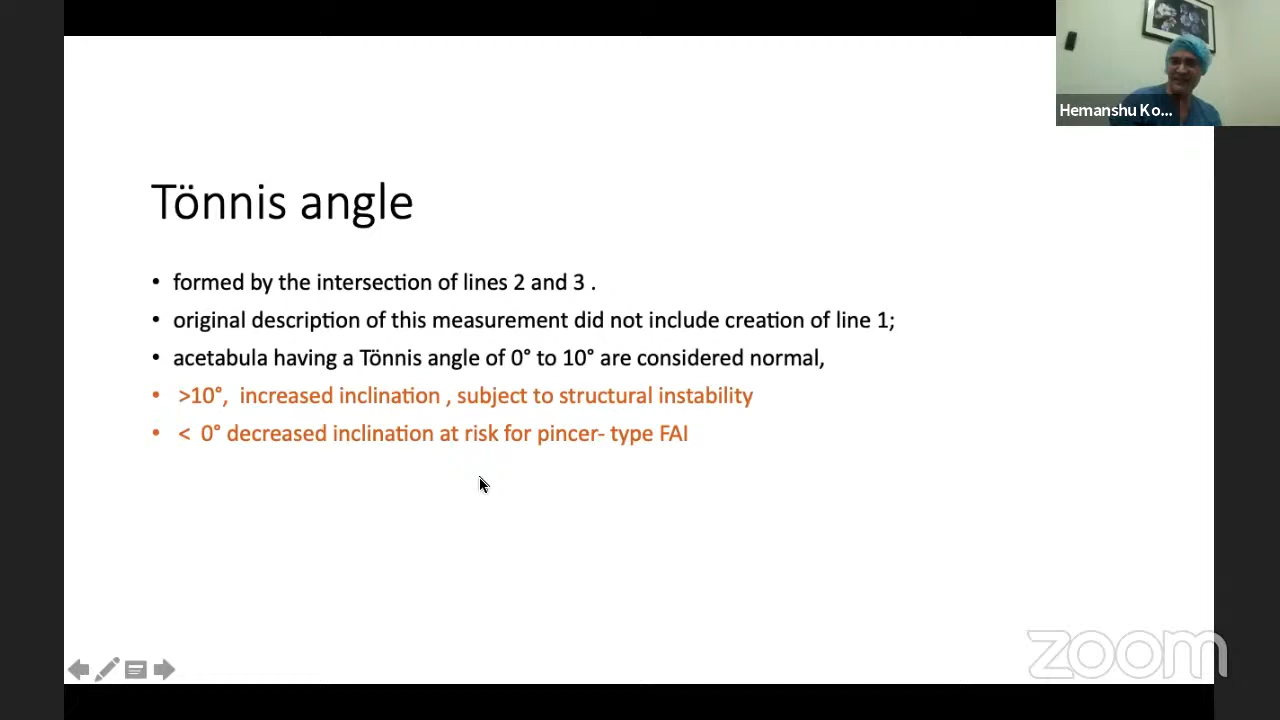 Hemanshu Ko...
Tönnis angle
• formed by the intersection of lines 2 and 3 .
• original description of this measurement did not include creation of line 1;
• acetabula having a Tönnis angle of 0° to 10° are considered normal,
• >10°, increased inclination , subject to structural instability
• < 0° decreased inclination at risk for pincer- type FAI
zoom